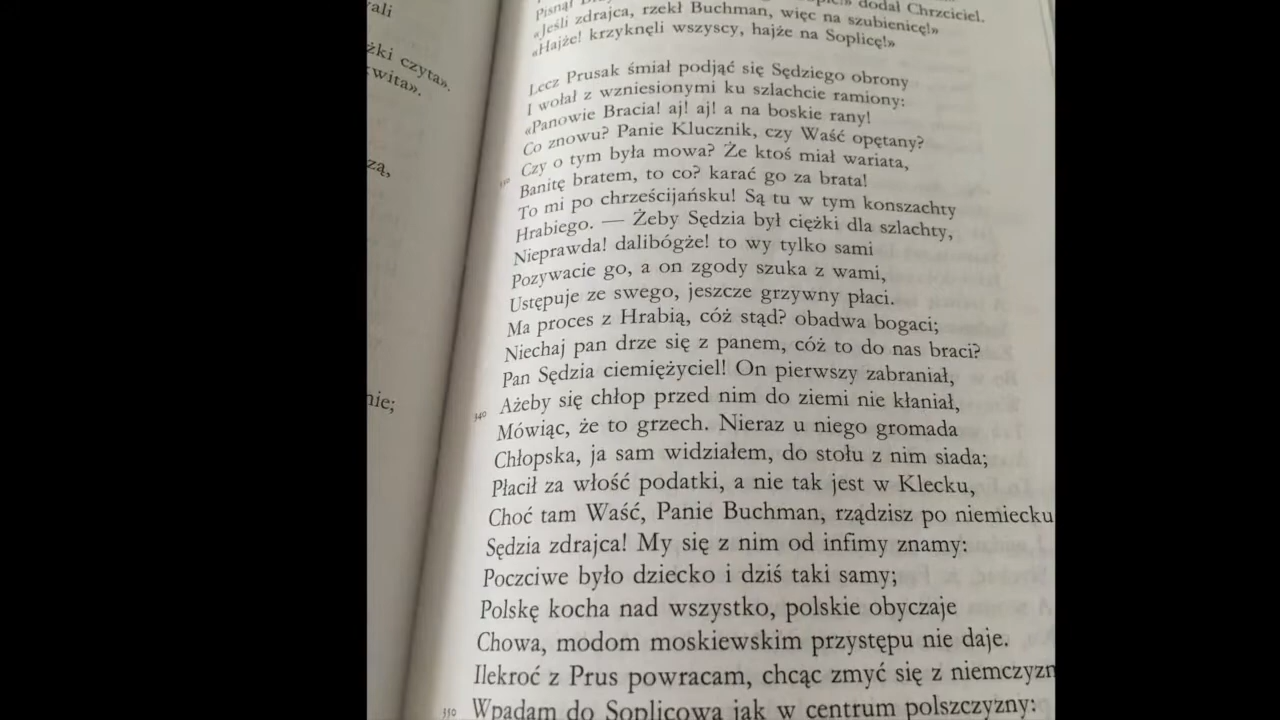 ali
żki czyta».
wita».
zą,
nie;
dodał Chrzciciel.
«Jeśli zdrajca, rzekł Buchman, więc na szubienicę!»
«Hajże! krzyknęli wszyscy, hajże na Soplicę!»
Lecz Prusak śmiał podjąć się Sędziego obrony
I wołał z wzniesionymi ku szlachcie ramiony:
«Panowie Bracia! aj! aj! a na boskie rany!
Co znowu? Panie Klucznik, czy Waść opętany?
Czy o tym była mowa? Że ktoś miał wariata,
330 Banitę bratem, to co? karać go za brata!
To mi po chrześcijańsku! Są tu w tym konszachty
Hrabiego. — Żeby Sędzia był ciężki dla szlachty,
Nieprawda! dalibógże! to wy tylko sami
Pozywacie go, a on zgody szuka z wami,
Ustępuje ze swego, jeszcze grzywny płaci.
Ma proces z Hrabią, cóż stąd? obadwa bogaci;
Niechaj pan drze się z panem, cóż to do nas braci?
Pan Sędzia ciemiężyciel! On pierwszy zabraniał,
340 Ażeby się chłop przed nim do ziemi nie kłaniał,
Mówiąc, że to grzech. Nieraz u niego gromada
Chłopska, ja sam widziałem, do stołu z nim siada;
Płacił za włość podatki, a nie tak jest w Klecku,
Choć tam Waść, Panie Buchman, rządzisz po niemiecku
Sędzia zdrajca! My się z nim od infimy znamy:
Poczciwe było dziecko i dziś taki samy;
Polskę kocha nad wszystko, polskie obyczaje
Chowa, modom moskiewskim przystępu nie daje.
Ilekroć z Prus powracam, chcąc zmyć się z niemczyzn
350 Wpadam do Soplicowa jak w centrum polszczyzny: